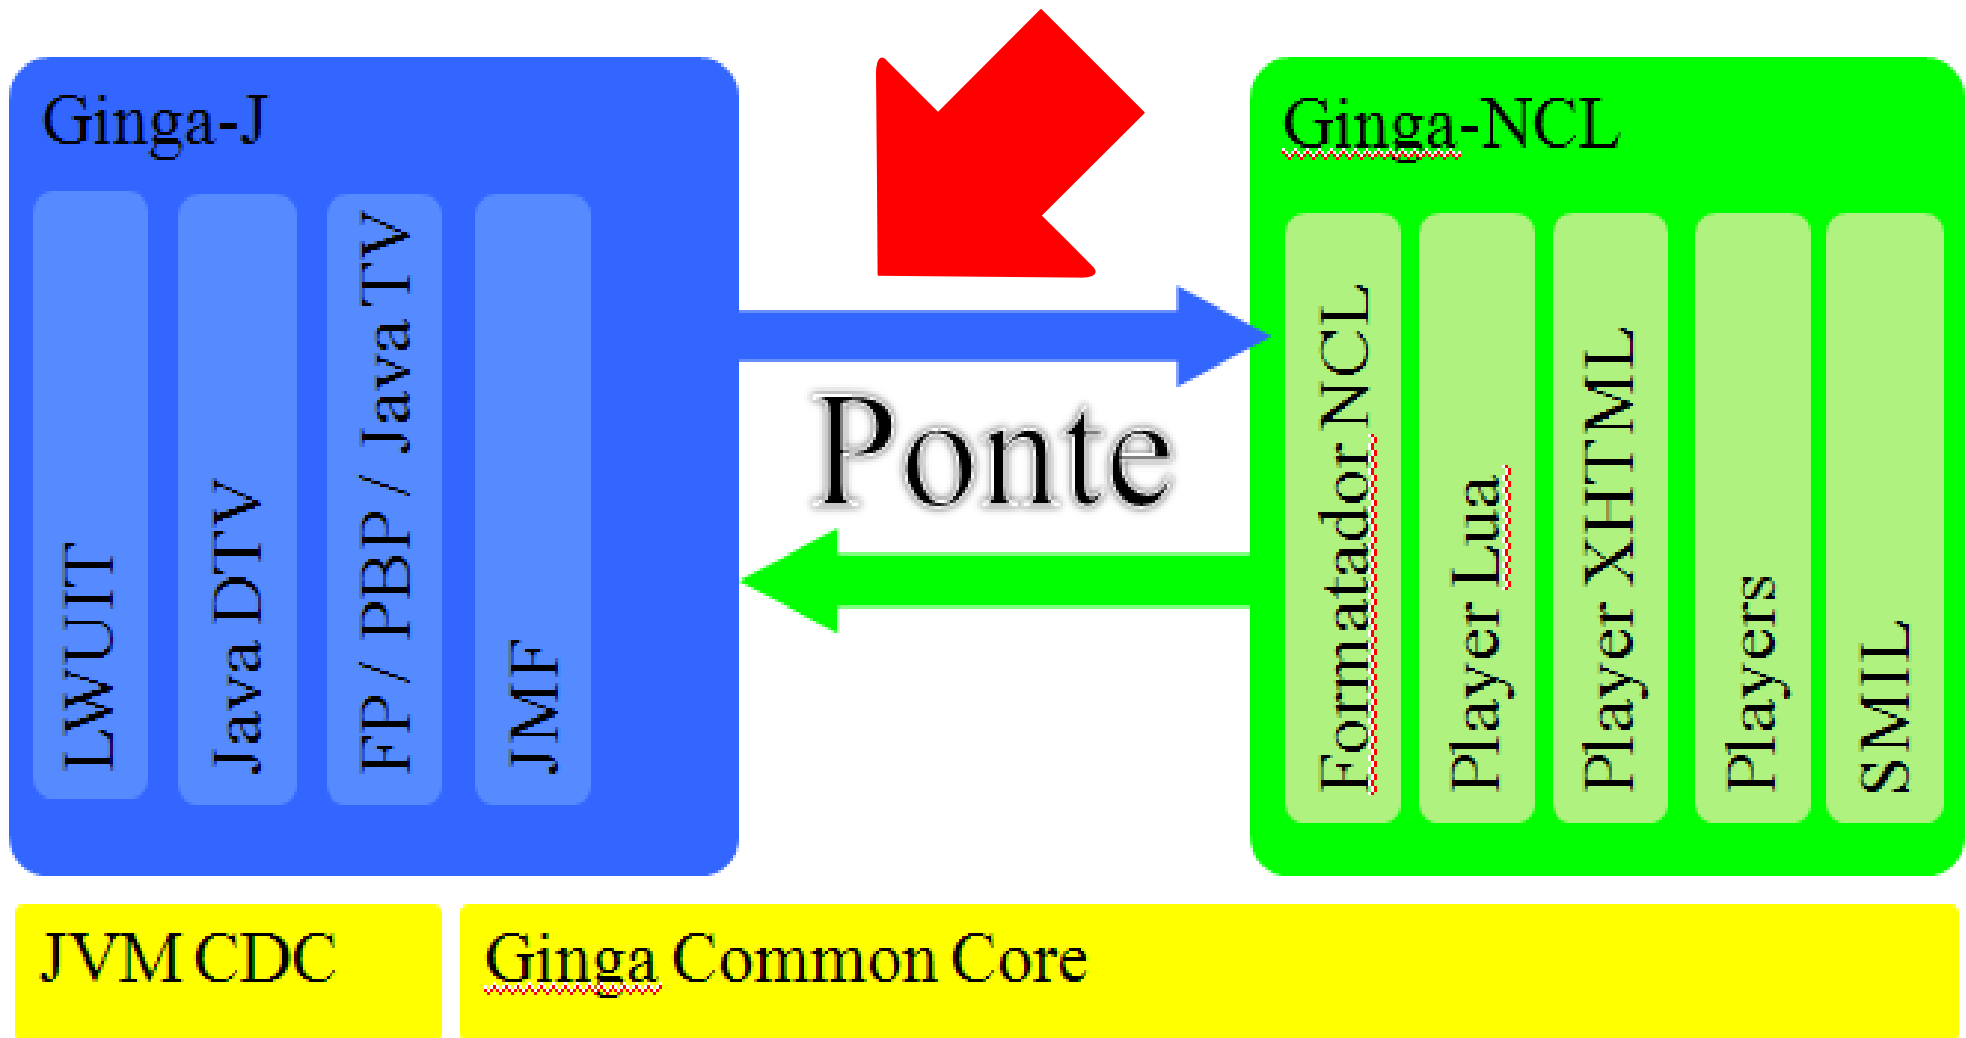 Ginga-J
LWUIT
Java DTV
FP / PBP / Java TV
JMF
Ponte
Ginga-NCL
Formatador NCL
Player Lua
Player XHTML
Players
SMIL
JVM CDC
Ginga Common Core